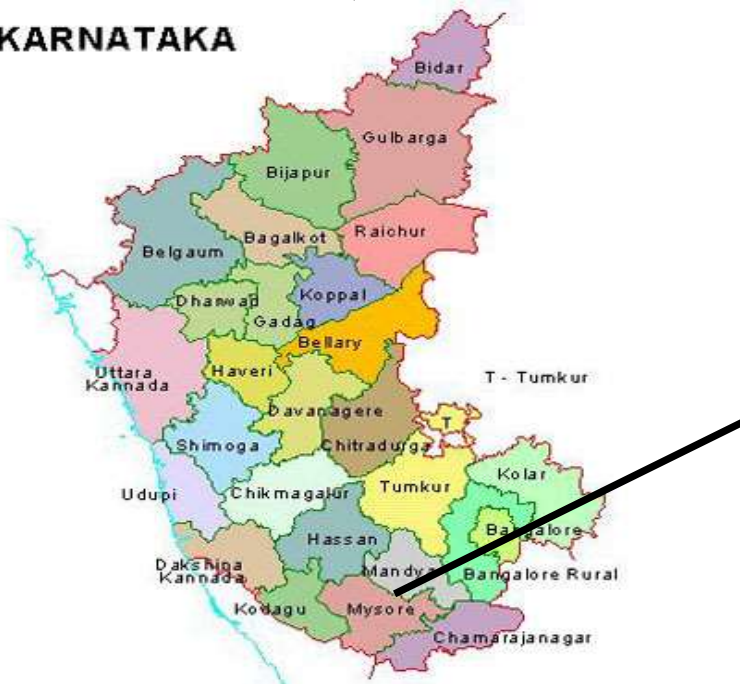 KARNATAKA
Bidar
Gulbarga
Bijapur
Raichur
Bagalkot
Belgaum
Koppal
Dharwad
Gadag
Bellary
Uttara
Kannada
Haveri
T - Tumkur
Davanagere
T
Shimoga
Chitradurga
Kolar
Udupi
Chikmagalur
Tumkur
Bangalore
Hassan
Dakshina
Kannada
Mandya
Bangalore Rural
Kodagu
Mysore
Chamarajanagar